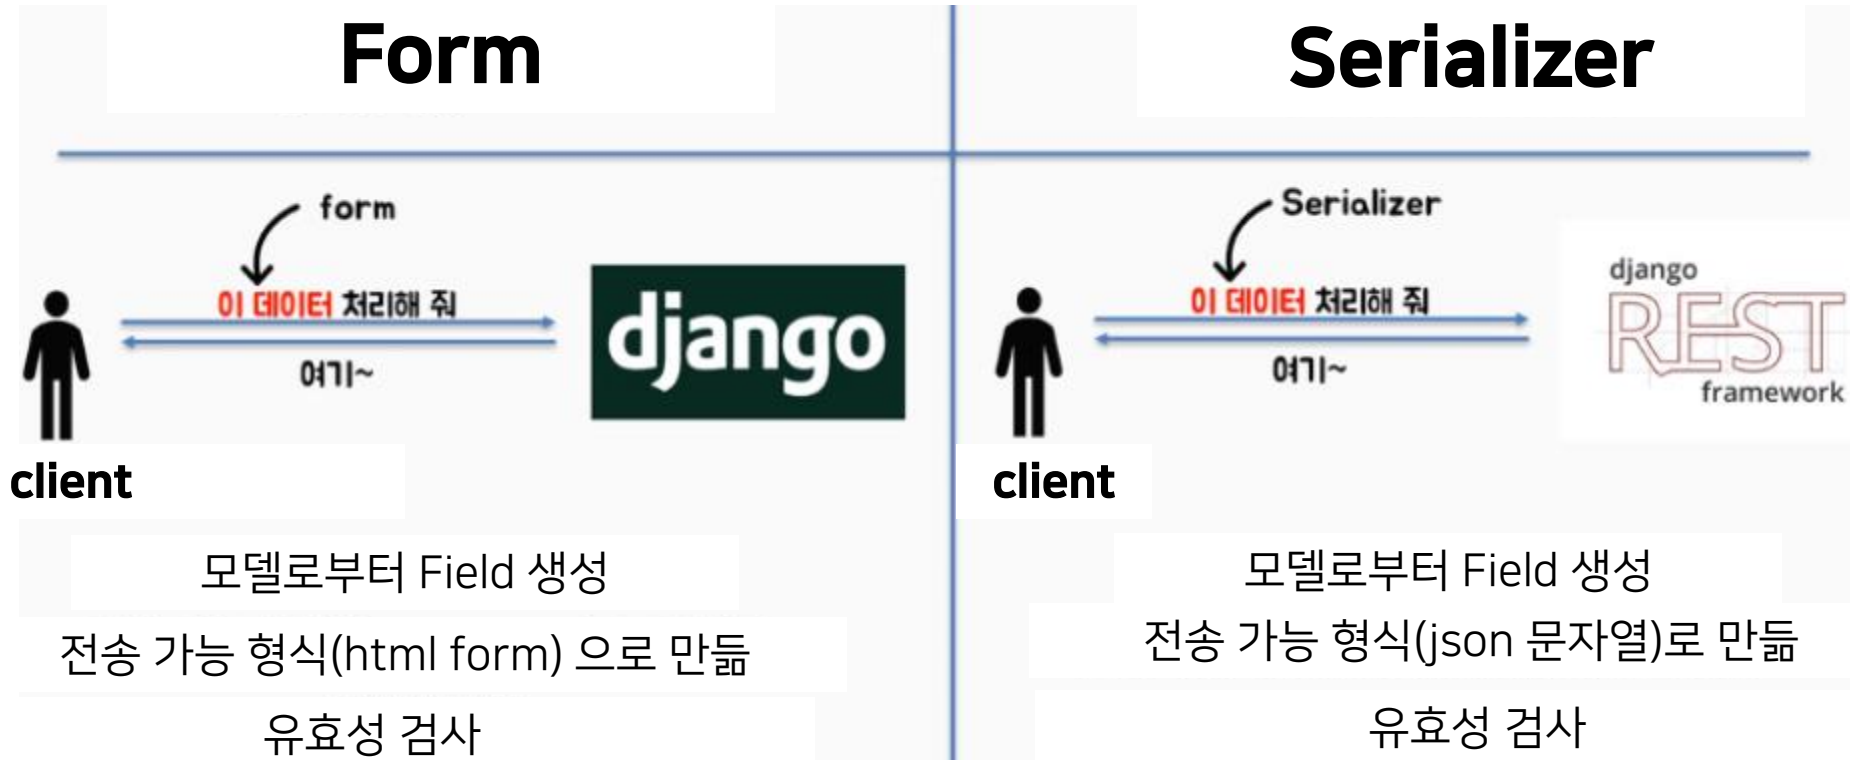 Form
form
이 데이터 처리해 줘
django
여기~
client
모델로부터 Field 생성
전송 가능 형식(html form) 으로 만듦
유효성 검사
Serializer
Serializer
이 데이터 처리해 줘
django
REST
framework
여기~
client
모델로부터 Field 생성
전송 가능 형식(json 문자열)로 만듦
유효성 검사